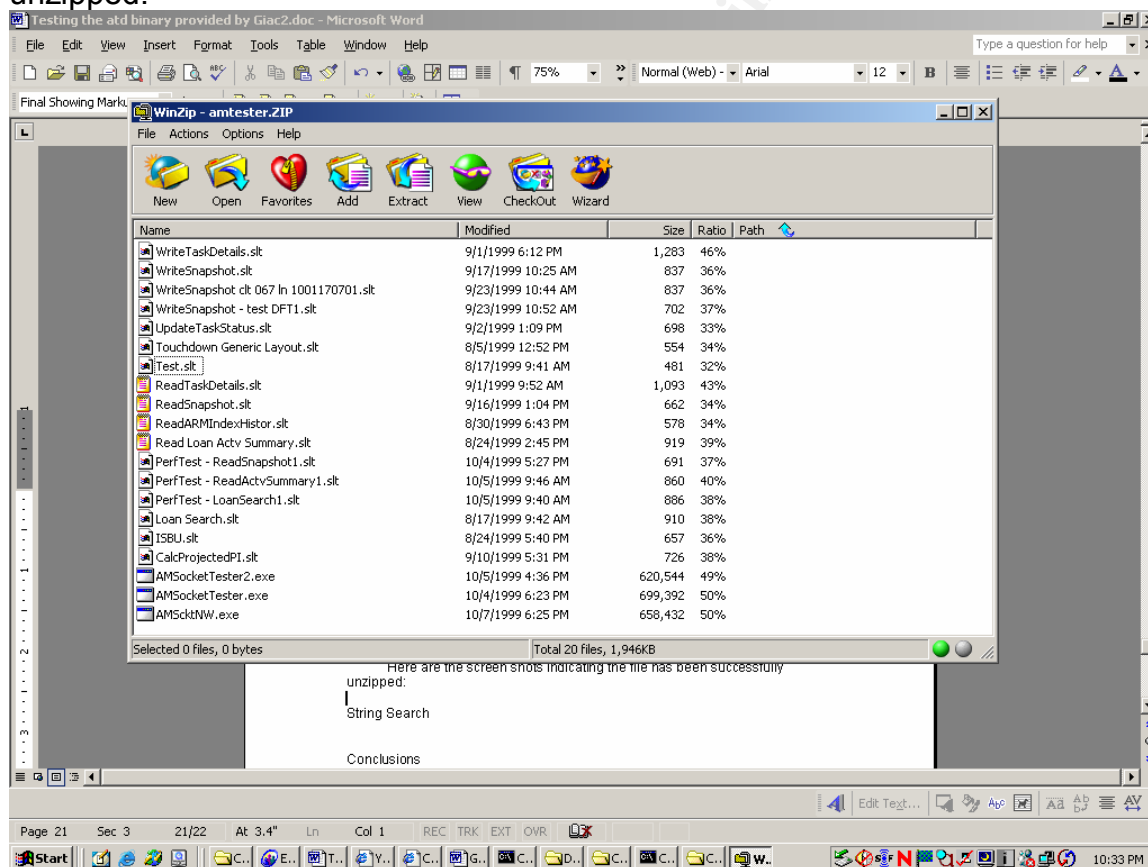 unzipped:
Testing the atd binary provided by Giac2.doc - Microsoft Word
File Edit View Insert Format Tools Table Window Help Type a question for help
75% Normal (Web) - Arial 12 B
Final Showing Marku
WinZip - amtester.ZIP
File Actions Options Help
New Open Favorites Add Extract View CheckOut Wizard
Name Modified Size Ratio Path
WriteTaskDetails.slt 9/1/1999 6:12 PM 1,283 46%
WriteSnapshot.slt 9/17/1999 10:25 AM 837 36%
WriteSnapshot clt 067 ln 1001170701.slt 9/23/1999 10:44 AM 837 36%
WriteSnapshot - test DFT1.slt 9/23/1999 10:52 AM 702 37%
UpdateTaskStatus.slt 9/2/1999 1:09 PM 698 33%
Touchdown Generic Layout.slt 8/5/1999 12:52 PM 554 34%
Test.slt 8/17/1999 9:41 AM 481 32%
ReadTaskDetails.slt 9/1/1999 9:52 AM 1,093 43%
ReadSnapshot.slt 9/16/1999 1:04 PM 662 34%
ReadARMIndexHistor.slt 8/30/1999 6:43 PM 578 34%
Read Loan Actv Summary.slt 8/24/1999 2:45 PM 919 39%
PerfTest - ReadSnapshot1.slt 10/4/1999 5:27 PM 691 37%
PerfTest - ReadActvSummary1.slt 10/5/1999 9:46 AM 860 40%
PerfTest - LoanSearch1.slt 10/5/1999 9:40 AM 886 38%
Loan Search.slt 8/17/1999 9:42 AM 910 38%
ISBU.slt 8/24/1999 5:40 PM 657 36%
CalcProjectedPI.slt 9/10/1999 5:31 PM 726 38%
AMSocketTester2.exe 10/5/1999 4:36 PM 620,544 49%
AMSocketTester.exe 10/4/1999 6:23 PM 699,392 50%
AMScktNW.exe 10/7/1999 6:25 PM 658,432 50%
Selected 0 files, 0 bytes Total 20 files, 1,946KB
Here are the screen shots indicating the file has been successfully
unzipped:
String Search
Conclusions
Edit Text...
Page 21 Sec 3 21/22 At 3.4" Ln Col 1 REC TRK EXT OVR
Start C.. E.. T.. Y.. C.. G.. C.. D.. C.. C.. C.. W.. 10:33 PM